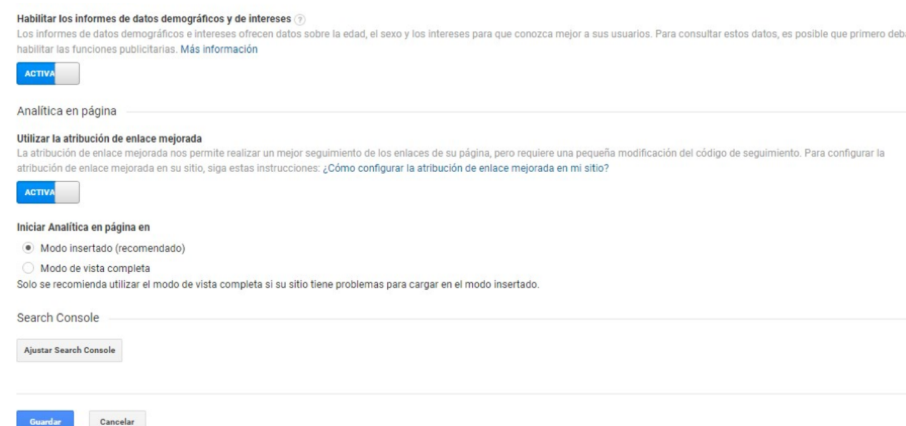 Habilitar los informes de datos demográficos y de intereses ?
Los informes de datos demográficos e intereses ofrecen datos sobre la edad, el sexo y los intereses para que conozca mejor a sus usuarios. Para consultar estos datos, es posible que primero deb
habilitar las funciones publicitarias. Más información
ACTIVA
Analítica en página
Utilizar la atribución de enlace mejorada
La atribución de enlace mejorada nos permite realizar un mejor seguimiento de los enlaces de su página, pero requiere una pequeña modificación del código de seguimiento. Para configurar la
atribución de enlace mejorada en su sitio, siga estas instrucciones: ¿Cómo configurar la atribución de enlace mejorada en mi sitio?
ACTIVA
Iniciar Analítica en página en
Modo insertado (recomendado)
Modo de vista completa
Solo se recomienda utilizar el modo de vista completa si su sitio tiene problemas para cargar en el modo insertado.
Search Console
Ajustar Search Console
Guardar Cancelar